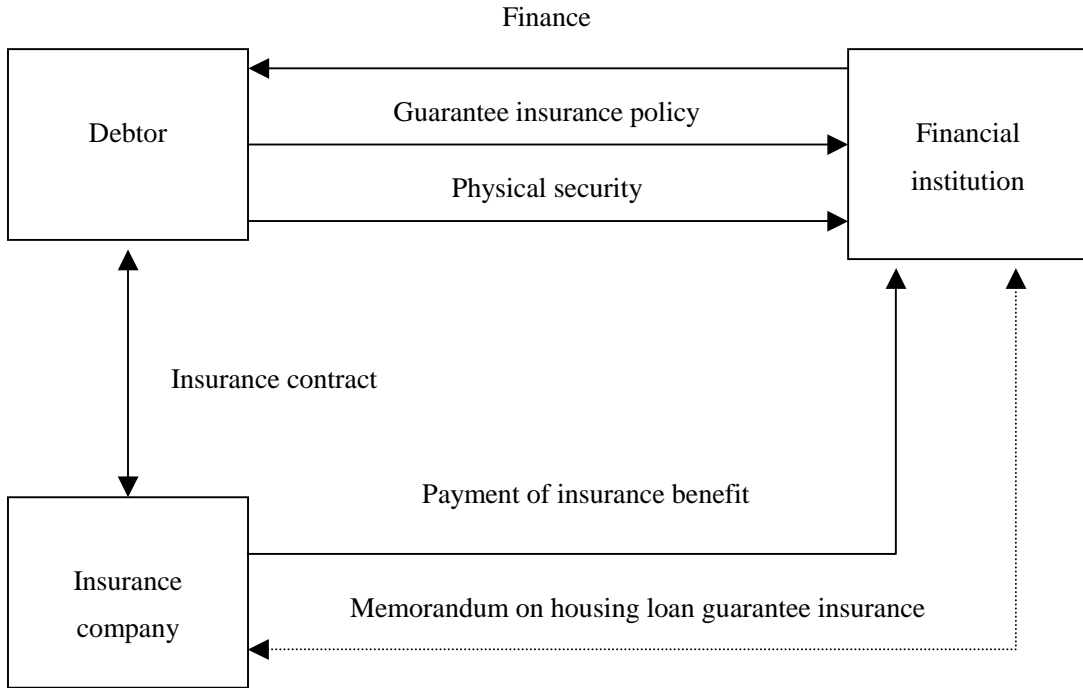 Finance
Debtor
Guarantee insurance policy
Financial
institution
Physical security
Insurance contract
Payment of insurance benefit
Insurance
company
Memorandum on housing loan guarantee insurance